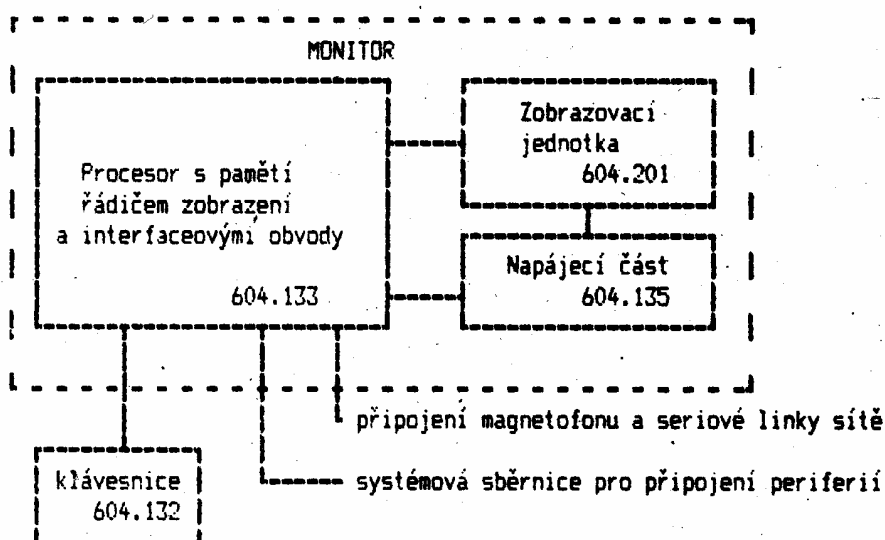 MONITOR
Procesor s pamětí
řádičem zobrazení
a interfaceovými obvody
604.133
Zobrazovací
jednotka
604.201
Napájecí část
604.135
připojení magnetofonu a seriové linky sítě
systémová sběrnice pro připojení periferií
klávesnice
604.132